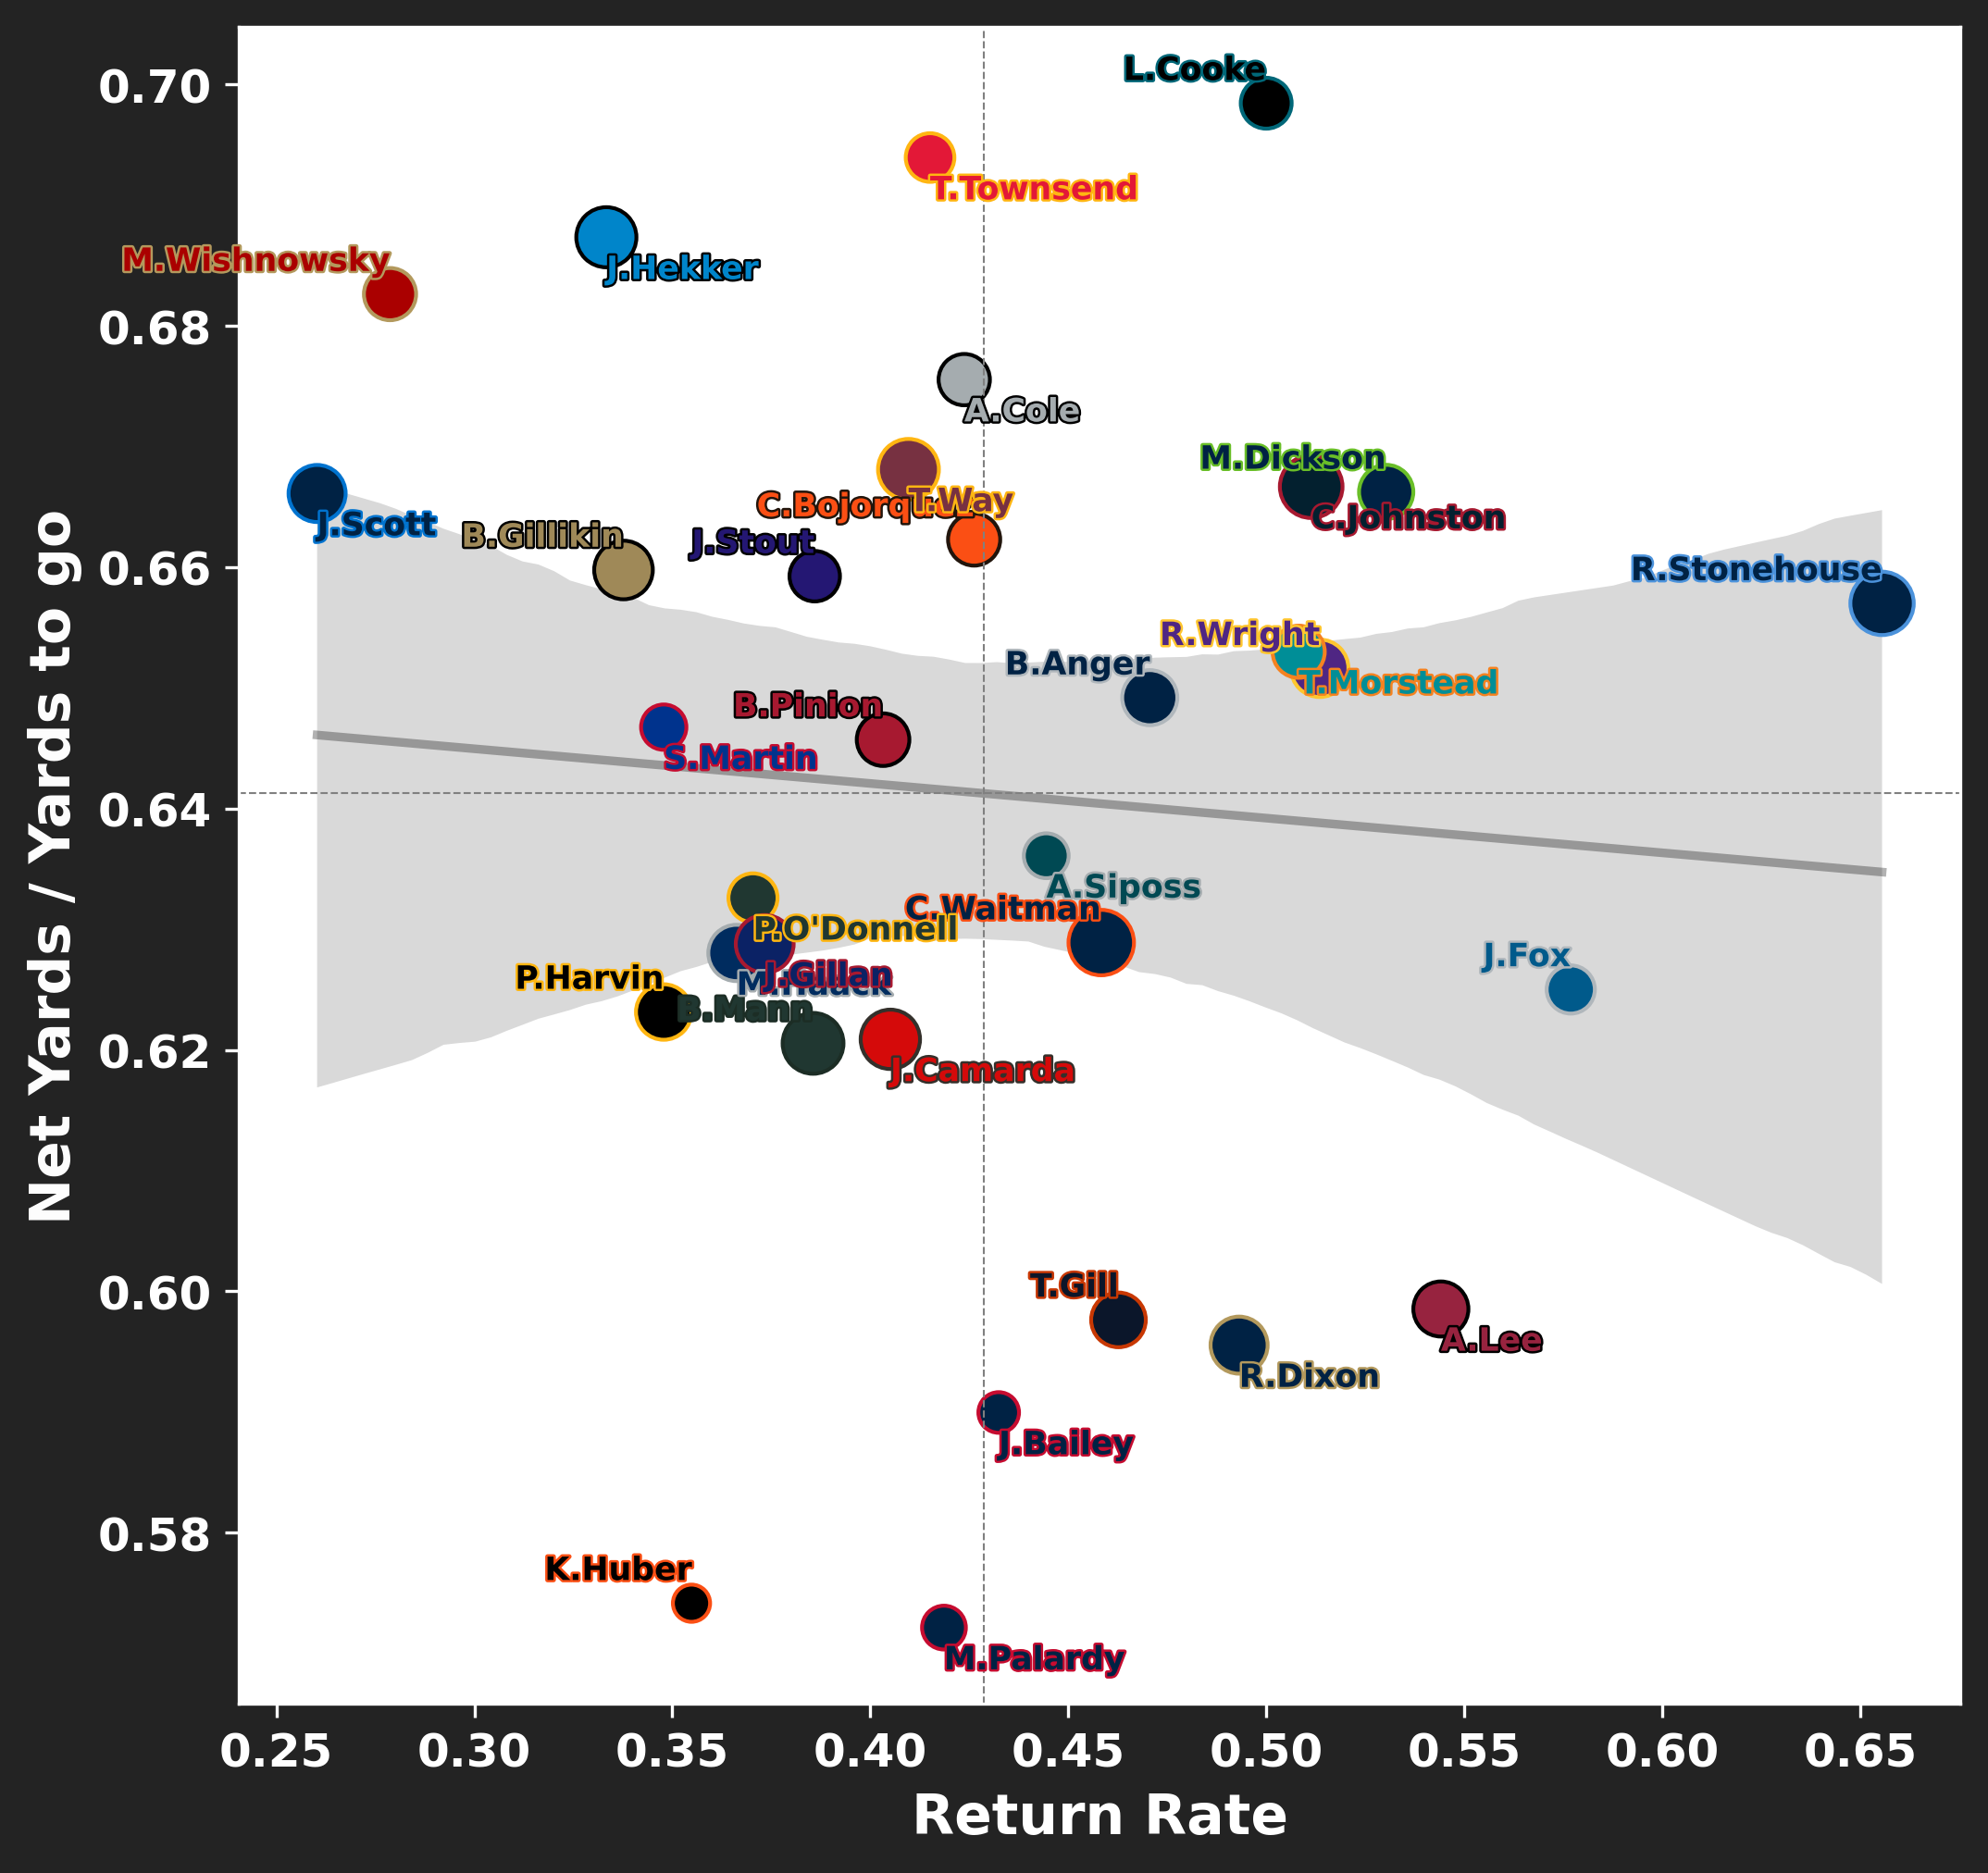 0.70
0.68
0.66
0.64
0.62
0.60
0.58
Net Yards / Yards to go
L.Cooke
T.Townsend
M.Wishnowsky
J.Hekker
A.Cole
M.Dickson
T.Way
C.Johnston
J.Scott
B.Gillikin
J.Stout
R.Stonehouse
R.Wright
B.Anger
T.Morstead
B.Pinion
S.Martin
A.Siposs
C.Waitman
P.O'Donnell
J.Fox
P.Harvin
J.Gillan
B.Mann
J.Camarda
T.Gill
A.Lee
R.Dixon
J.Bailey
K.Huber
M.Palardy
0.25 0.30 0.35 0.40 0.45 0.50 0.55 0.60 0.65
Return Rate